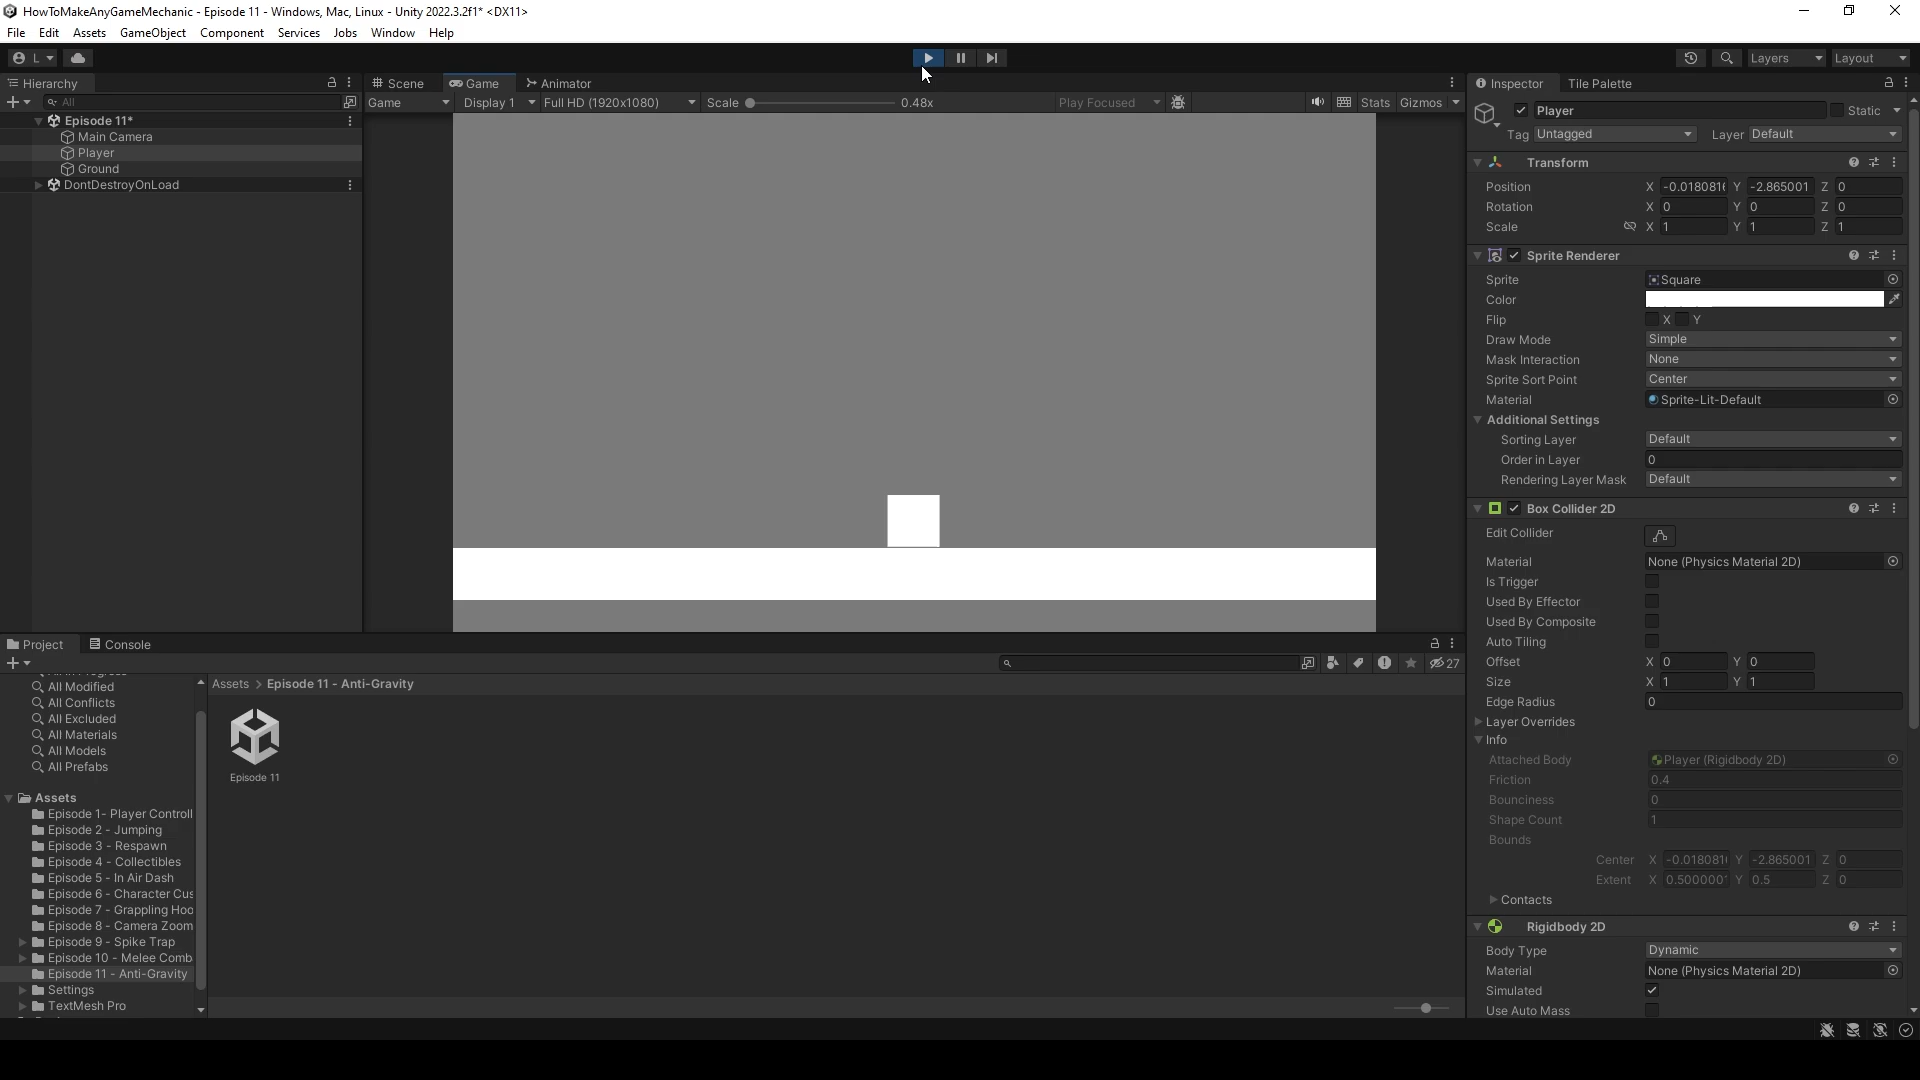 HowToMakeAnyGameMechanic - Episode 11 - Windows, Mac, Linux - Unity 2022.3.2f1* <DX11>
File Edit Assets GameObject Component Services Jobs Window Help
L
Layers Layout
Hierarchy
All
Episode 11*
Main Camera
Player
Ground
DontDestroyOnLoad
Scene Game Animator
Game Display 1 Full HD (1920x1080) Scale 0.48x Play Focused Stats Gizmos
Inspector Tile Palette
Player Static
Tag Untagged Layer Default
Transform
Position X -0.018081 Y -2.865001 Z 0
Rotation X 0 Y 0 Z 0
Scale X 1 Y 1 Z 1
Sprite Renderer
Sprite Square
Color
Flip X Y
Draw Mode Simple
Mask Interaction None
Sprite Sort Point Center
Material Sprite-Lit-Default
Additional Settings
Sorting Layer Default
Order in Layer 0
Rendering Layer Mask Default
Box Collider 2D
Edit Collider
Material None (Physics Material 2D)
Is Trigger
Used By Effector
Used By Composite
Auto Tiling
Offset X 0 Y 0
Size X 1 Y 1
Edge Radius 0
Layer Overrides
Info
Attached Body Player (Rigidbody 2D)
Friction 0.4
Bounciness 0
Shape Count 1
Bounds
Center X -0.018081 Y -2.865001 Z 0
Extent X 0.500000 Y 0.5 Z 0
Contacts
Rigidbody 2D
Body Type Dynamic
Material None (Physics Material 2D)
Simulated
Use Auto Mass
Project Console
27
All Modified
All Conflicts
All Excluded
All Materials
All Models
All Prefabs
Assets
Episode 1- Player Controll
Episode 2 - Jumping
Episode 3 - Respawn
Episode 4 - Collectibles
Episode 5 - In Air Dash
Episode 6 - Character Cus
Episode 7 - Grappling Hoo
Episode 8 - Camera Zoom
Episode 9 - Spike Trap
Episode 10 - Melee Comb
Episode 11 - Anti-Gravity
Settings
TextMesh Pro
Assets > Episode 11 - Anti-Gravity
Episode 11